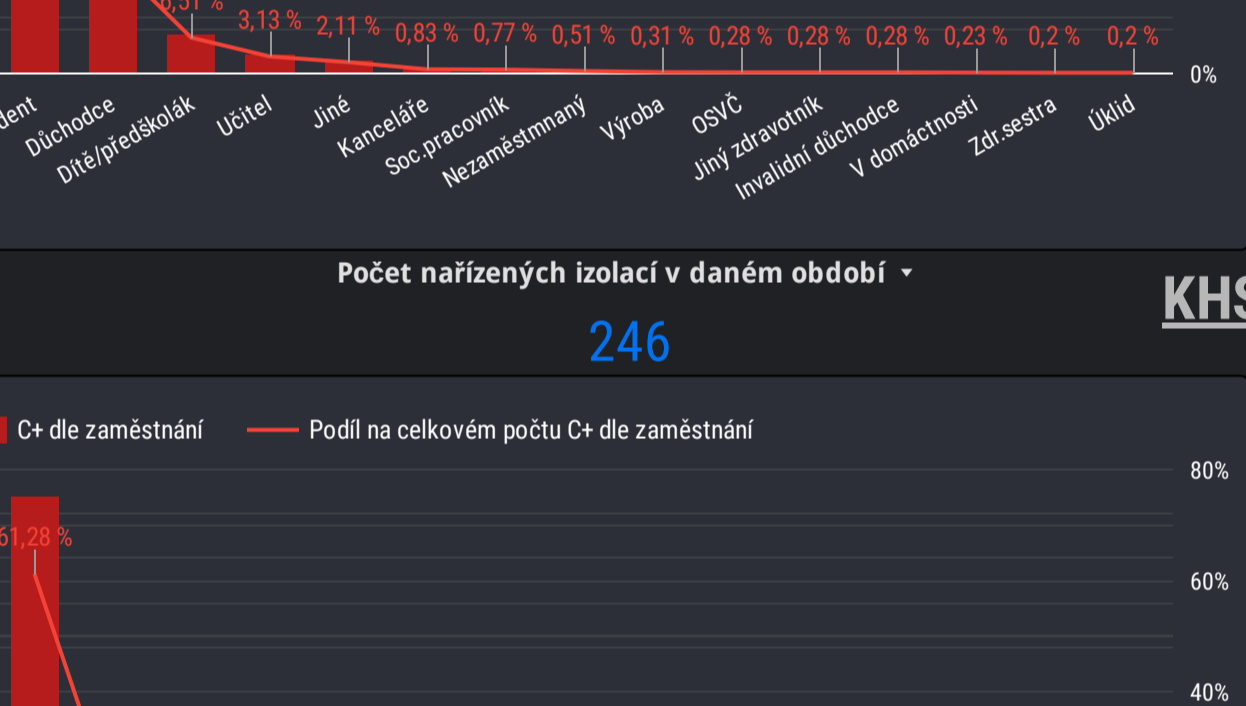 3,13 % 2,11 % 0,83 % 0,77 % 0,51 % 0,31 % 0,28 % 0,28 % 0,28 % 0,23 % 0,2 % 0,2 %
0%
Důchodce
Dítě/předškolák
Učitel
Jiné
Kanceláře
Soc.pracovník
Nezaměstmnaný
Výroba
OSVČ
Jiný zdravotník
Invalidní důchodce
V domáctnosti
Zdr.sestra
Úklid
Počet nařízených izolací v daném období
KHS
246
C+ dle zaměstnání
Podíl na celkovém počtu C+ dle zaměstnání
80%
61,28 %
60%
40%